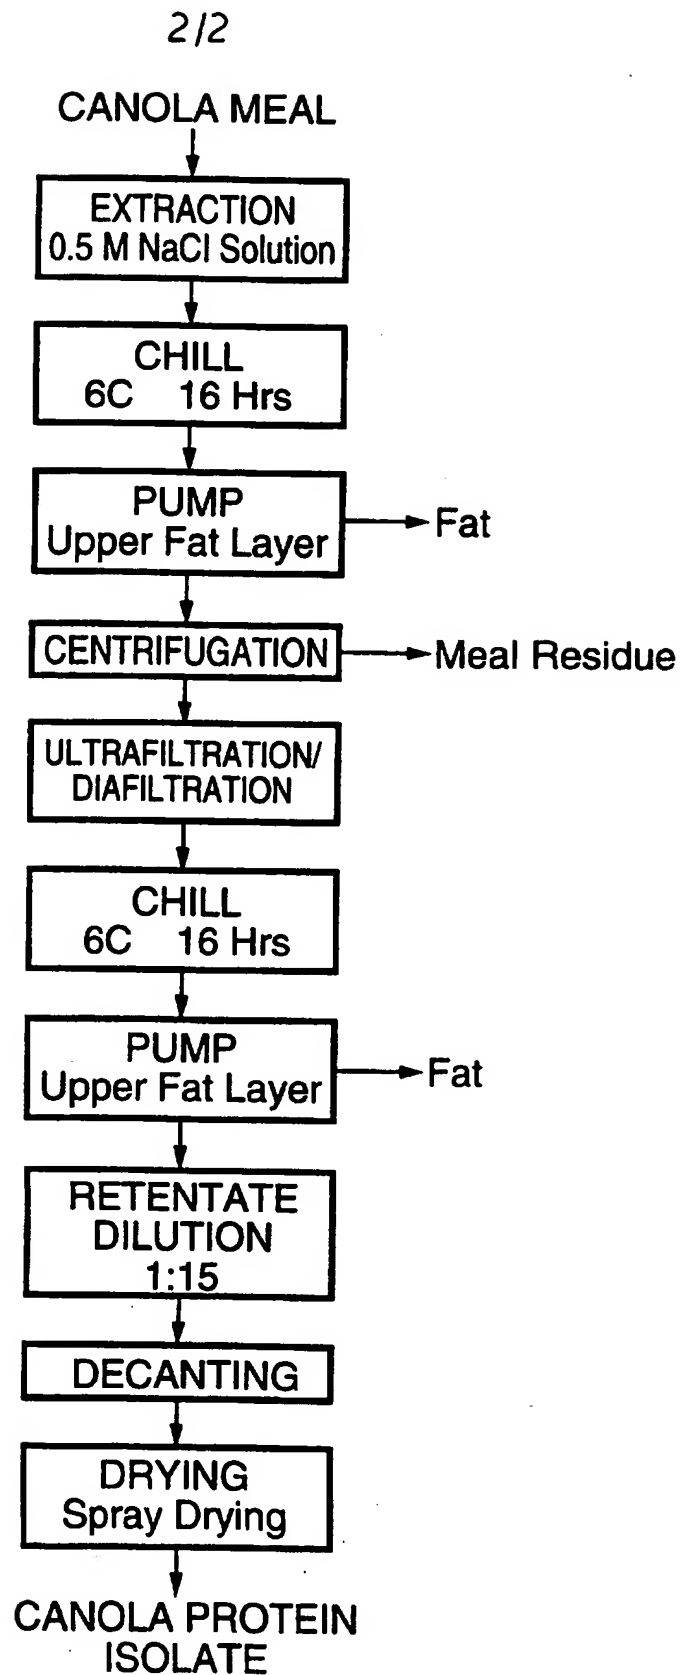 2/2
CANOLA MEAL
EXTRACTION
0.5 M NaCl Solution
CHILL
6C 16 Hrs
PUMP
Upper Fat Layer
Fat
CENTRIFUGATION
Meal Residue
ULTRAFILTRATION/
DIAFILTRATION
CHILL
6C 16 Hrs
PUMP
Upper Fat Layer
Fat
RETENTATE
DILUTION
1:15
DECANTING
DRYING
Spray Drying
CANOLA PROTEIN
ISOLATE